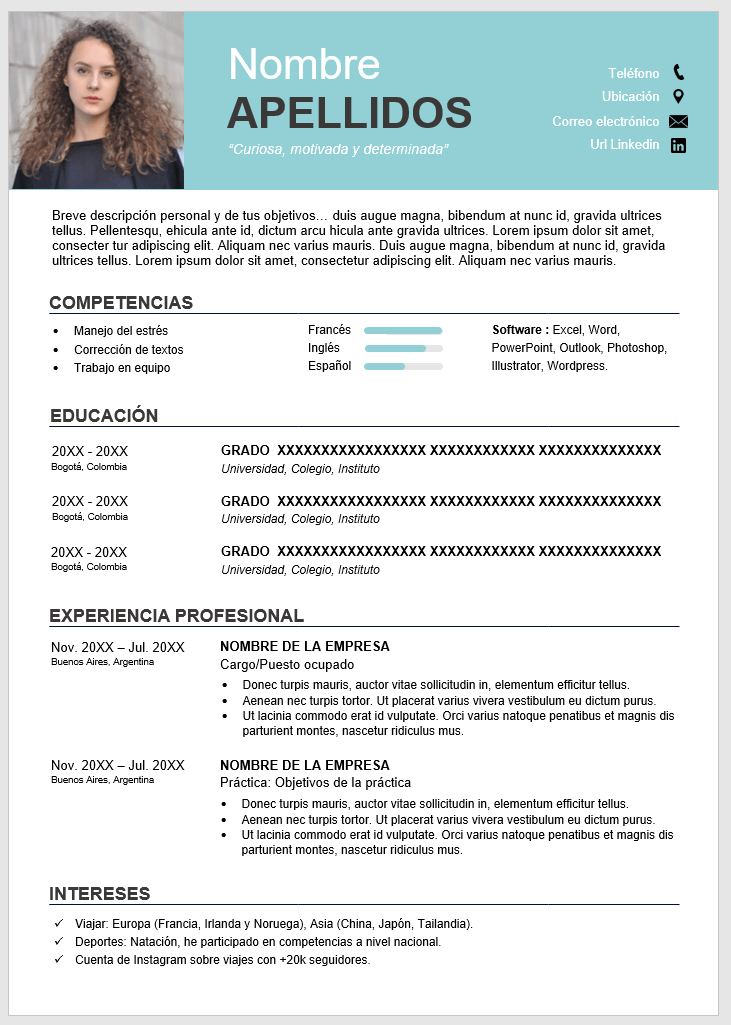 Nombre
APELLIDOS
“Curiosa, motivada y determinada”
Teléfono
Ubicación
Correo electrónico
Url Linkedin
in
Breve descripción personal y de tus objetivos… duis augue magna, bibendum at nunc id, gravida ultrices
tellus. Pellentesqu, ehicula ante id, dictum arcu hicula ante gravida ultrices. Lorem ipsum dolor sit amet,
consecter tur adipiscing elit. Aliquam nec varius mauris. Duis augue magna, bibendum at nunc id, gravida
ultrices tellus. Lorem ipsum dolor sit amet, consectetur adipiscing elit. Aliquam nec varius mauris.
COMPETENCIAS
• Manejo del estrés
• Corrección de textos
• Trabajo en equipo
Francés
Inglés
Español
Software : Excel, Word,
PowerPoint, Outlook, Photoshop,
Illustrator, Wordpress.
EDUCACIÓN
20XX - 20XX
Bogotá, Colombia
GRADO XXXXXXXXXXXXXXXXX XXXXXXXXXXXX XXXXXXXXXXXXXX
Universidad, Colegio, Instituto
20XX - 20XX
Bogotá, Colombia
GRADO XXXXXXXXXXXXXXXXX XXXXXXXXXXXX XXXXXXXXXXXXXX
Universidad, Colegio, Instituto
20XX - 20XX
Bogotá, Colombia
GRADO XXXXXXXXXXXXXXXXX XXXXXXXXXXXX XXXXXXXXXXXXXX
Universidad, Colegio, Instituto
EXPERIENCIA PROFESIONAL
Nov. 20XX – Jul. 20XX
Buenos Aires, Argentina
NOMBRE DE LA EMPRESA
Cargo/Puesto ocupado
• Donec turpis mauris, auctor vitae sollicitudin in, elementum efficitur tellus.
• Aenean nec turpis tortor. Ut placerat varius vivera vestibulum eu dictum purus.
• Ut lacinia commodo erat id vulputate. Orci varius natoque penatibus et magnis dis
parturient montes, nascetur ridiculus mus.
Nov. 20XX – Jul. 20XX
Buenos Aires, Argentina
NOMBRE DE LA EMPRESA
Práctica: Objetivos de la práctica
• Donec turpis mauris, auctor vitae sollicitudin in, elementum efficitur tellus.
• Aenean nec turpis tortor. Ut placerat varius vivera vestibulum eu dictum purus.
• Ut lacinia commodo erat id vulputate. Orci varius natoque penatibus et magnis dis
parturient montes, nascetur ridiculus mus.
INTERESES
✓ Viajar: Europa (Francia, Irlanda y Noruega), Asia (China, Japón, Tailandia).
✓ Deportes: Natación, he participado en competencias a nivel nacional.
✓ Cuenta de Instagram sobre viajes con +20k seguidores.